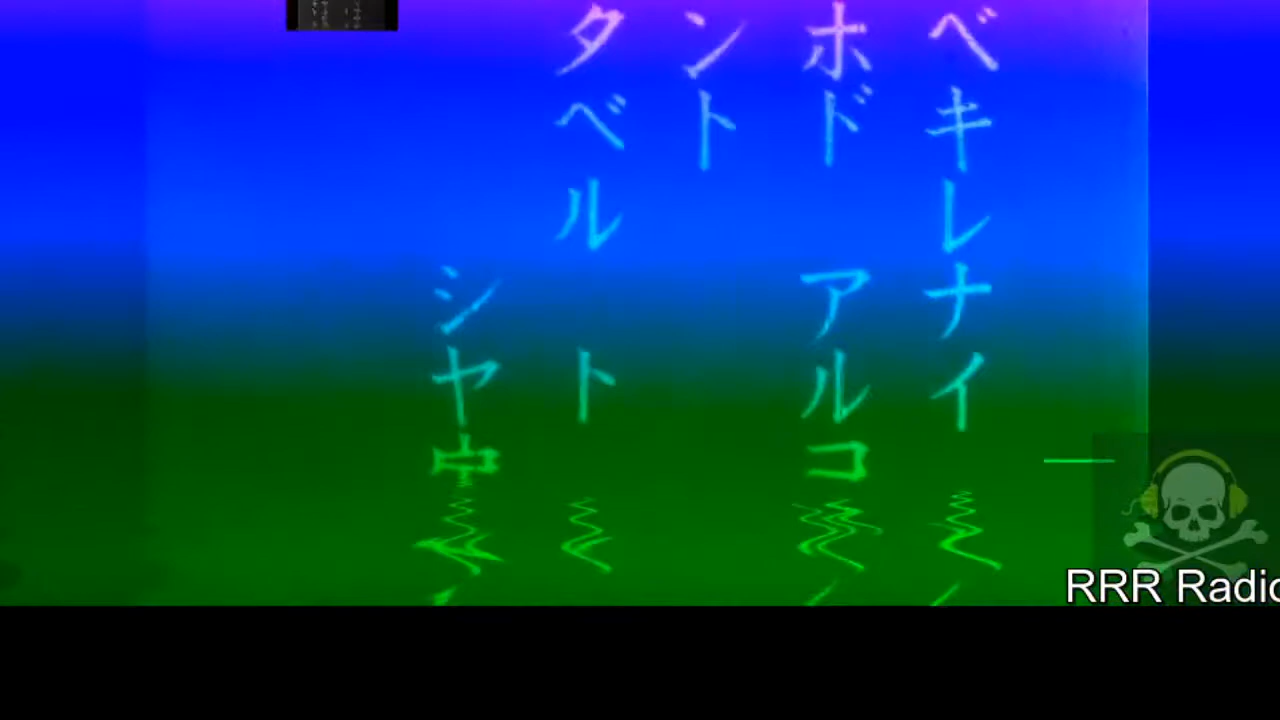 ベキレナイ
ホド アルコ
ント
タベル ト
シヤ
RRR Radio